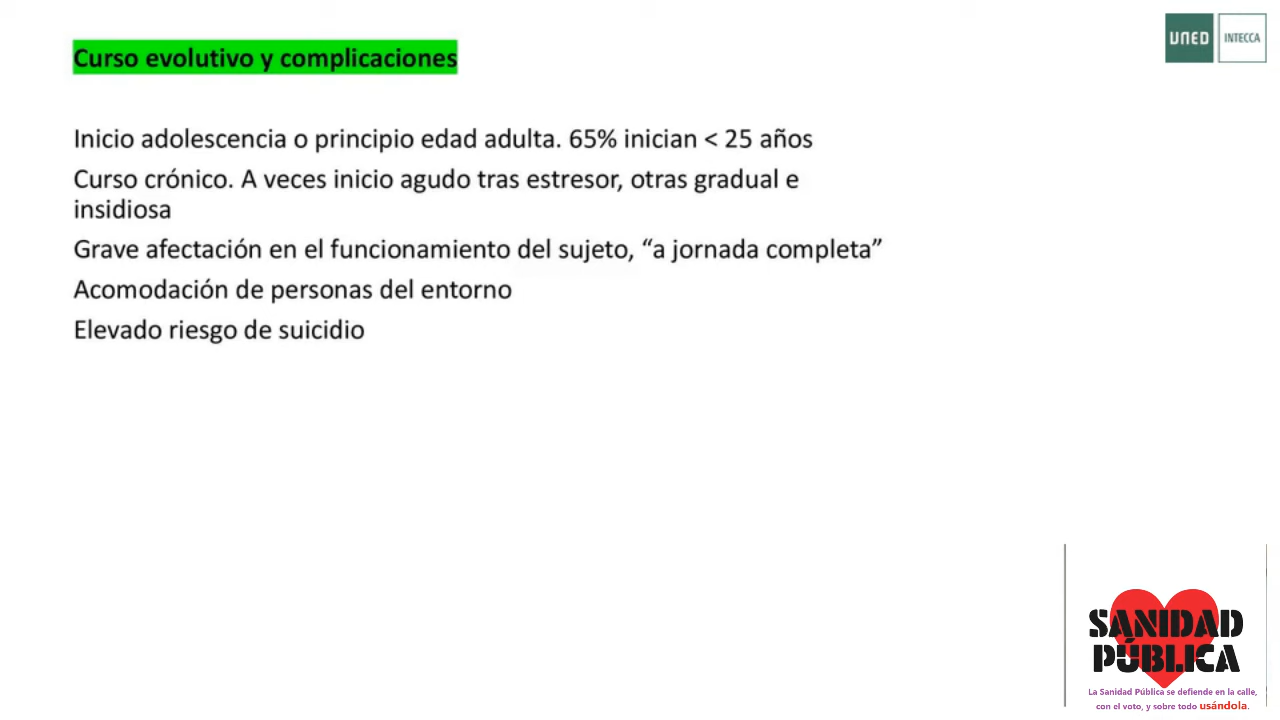 Curso evolutivo y complicaciones
UNED INTECCA
Inicio adolescencia o principio edad adulta. 65% inician < 25 años
Curso crónico. A veces inicio agudo tras estresor, otras gradual e
insidiosa
Grave afectación en el funcionamiento del sujeto, “a jornada completa”
Acomodación de personas del entorno
Elevado riesgo de suicidio
SANIDAD
PÚBLICA
La Sanidad Pública se defiende en la calle,
con el voto, y sobre todo usándola.